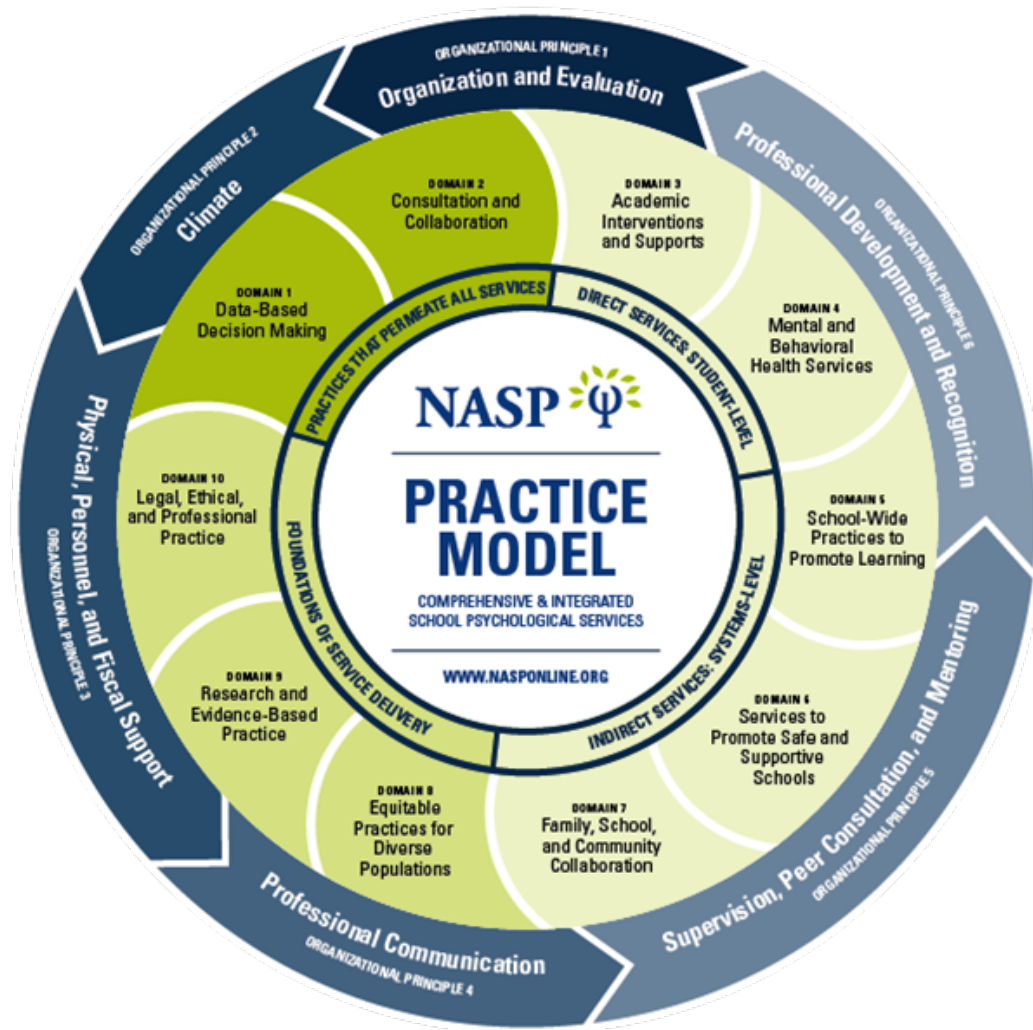 ORGANIZATIONAL PRINCIPLE 1
Organization and Evaluation
ORGANIZATIONAL PRINCIPLE 2
Climate
ORGANIZATIONAL PRINCIPLE 3
Physical, Personnel, and Fiscal Support
ORGANIZATIONAL PRINCIPLE 4
Professional Communication
ORGANIZATIONAL PRINCIPLE 5
Supervision, Peer Consultation, and Mentoring
ORGANIZATIONAL PRINCIPLE 6
Professional Development and Recognition
DOMAIN 1
Data-Based
Decision Making
DOMAIN 2
Consultation and
Collaboration
DOMAIN 3
Academic
Interventions
and Supports
DOMAIN 4
Mental and
Behavioral
Health Services
DOMAIN 5
School-Wide
Practices to
Promote Learning
DOMAIN 6
Services to
Promote Safe and
Supportive
Schools
DOMAIN 7
Family, School,
and Community
Collaboration
DOMAIN 8
Equitable
Practices for
Diverse
Populations
DOMAIN 9
Research and
Evidence-Based
Practice
DOMAIN 10
Legal, Ethical,
and Professional
Practice
PRACTICES THAT PERMEATE ALL SERVICES
DIRECT SERVICES: STUDENT-LEVEL
INDIRECT SERVICES: SYSTEMS-LEVEL
FOUNDATIONS OF SERVICE DELIVERY
NASP ψ
PRACTICE
MODEL
COMPREHENSIVE & INTEGRATED
SCHOOL PSYCHOLOGICAL SERVICES
WWW.NASPONLINE.ORG